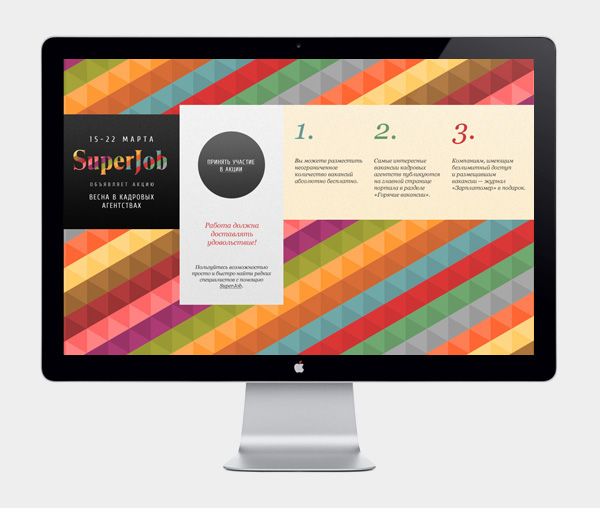 15-22 МАРТА
SuperJob
ОБЪЯВЛЯЕТ АКЦИЮ
ВЕСНА В КАДРОВЫХ
АГЕНТСТВАХ
ПРИНЯТЬ УЧАСТИЕ
В АКЦИИ
Работа должна
доставлять
удовольствие!
Пользуйтесь возможностью
просто и быстро найти редких
специалистов с помощью
SuperJob.
1.
Вы можете разместить
неограниченное
количество вакансий
абсолютно бесплатно.
2.
Самые интересные
вакансии кадровых
агентств публикуются
на главной странице
портала в разделе
«Горячие вакансии».
3.
Компаниям, имеющим
безлимитный доступ
и разместившим
вакансии – журнал
«Зарплатомер» в подарок.